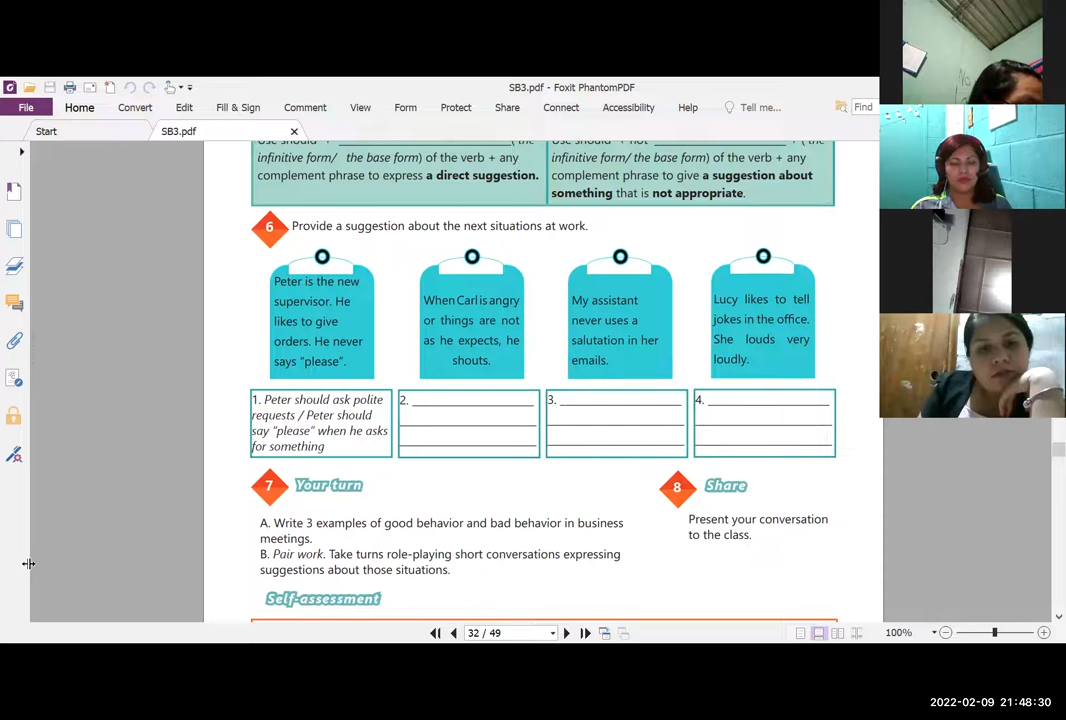 SB3.pdf - Foxit PhantomPDF
File Home Convert Edit Fill & Sign Comment View Form Protect Share Connect Accessibility Help Tell me... Find
Start SB3.pdf
infinitive form/ the base form) of the verb + any
complement phrase to express a direct suggestion.
infinitive form/ the base form) of the verb + any
complement phrase to give a suggestion about
something that is not appropriate.
6 Provide a suggestion about the next situations at work.
Peter is the new
supervisor. He
likes to give
orders. He never
says “please”.
When Carl is angry
or things are not
as he expects, he
shouts.
My assistant
never uses a
salutation in her
emails.
Lucy likes to tell
jokes in the office.
She louds very
loudly.
1. Peter should ask polite
requests / Peter should
say “please” when he asks
for something
2.
3.
4.
7 Your turn
A. Write 3 examples of good behavior and bad behavior in business
meetings.
B. Pair work. Take turns role-playing short conversations expressing
suggestions about those situations.
8 Share
Present your conversation
to the class.
Self-assessment
32 / 49
100%
2022-02-09 21:48:30